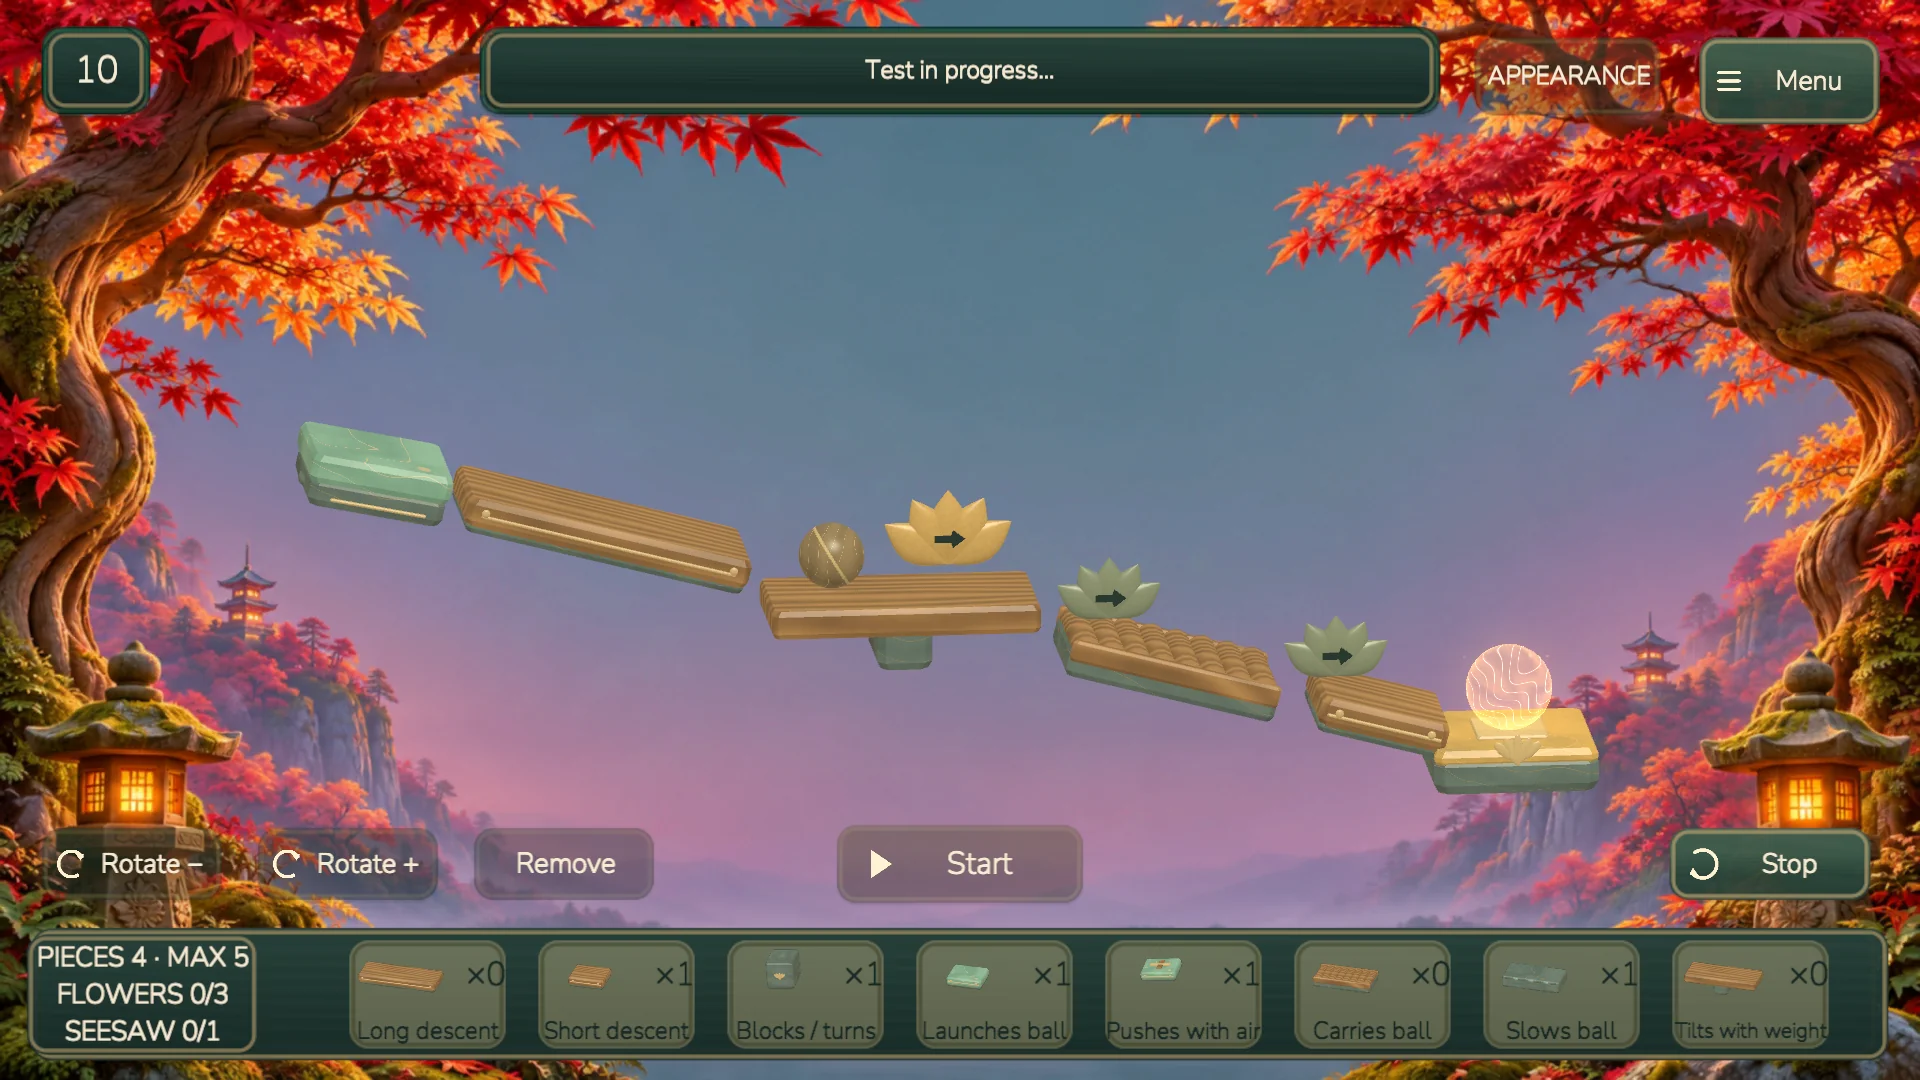 10
Test in progress...
APPEARANCE
Menu
Rotate –
Rotate +
Remove
Start
Stop
PIECES 4 · MAX 5
FLOWERS 0/3
SEESAW 0/1
×0
Long descent
×1
Short descent
×1
Blocks / turns
×1
Launches ball
×1
Pushes with air
×0
Carries ball
×1
Slows ball
×0
Tilts with weight